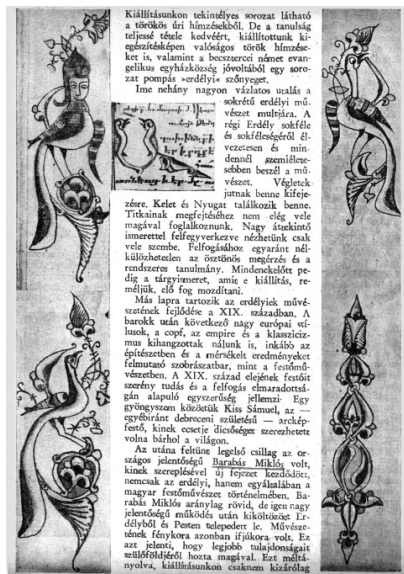 Kiállításunkon tekintélyes sorozat látható
a törökös úri hímzésekből. De a tanulság
teljessé tétele kedvéért, kiállítottunk ki-
egészítésképen valóságos török hímzése-
ket is, valamint a besztercei német evan-
gelikus egyházközség jóvoltából egy soro-
zat pompás »erdélyi« szőnyeget.
Ime néhány nagyon vázlatos utalás a
sokrétű erdélyi mű-
vészet multjára. A
régi Erdély sokféle
és sokféleségéről él-
vezetesen és min-
dennél szemlélete-
sebben beszél a mű-
vészet. Végletek
jutnak benne kifeje-
zésre, Kelet és Nyugat találkozik benne.
Titkainak megfejtéséhez nem elég vele
magával foglalkoznunk. Nagy áttekintő
ismerettel felfegyverkezve nézhetünk csak
vele szembe. Felfogásához egyaránt nél-
külözhetetlen az ösztönös megérzés és a
rendszeres tanulmány. Mindenekelőtt pe-
dig a tárgyismeret, amit e kiállítás, re-
méljük, elő fog mozdítani.
Más lapra tartozik az erdélyiek művé-
szetének fejlődése a XIX. században. A
barokk után következő nagy európai stí-
lusok, a copf, az empire és a klassziciz-
mus kihangzottak nálunk is, inkább az
építészetben és a mérsékelt eredményeket
felmutató szobrászatbar, mint a festőmű-
vészetben. A XIX. század elejének festőit
szerény tudás és a felfogás elmaradottsá-
gán alapuló egyszerűség jellemzi. Egy
gyöngyszem közöttük Kiss Sámuel, az —
egyébiránt debreceni születésű — arckép-
festő, kinek ecsetje dicsőséget szerezhetett
volna bárhol a világon.
Az utána feltünt legelső csillag az or-
szágos jelentőségű Barabás Miklós volt,
kinek szereplésével új fejezet kezdődött,
nemcsak az erdélyi, hanem egyáltalában a
magyar festőművészet történelmében. Ba-
rabás Miklós aránylag rövid, de igen nagy
jelentőségű működés után kiköltözött Er-
délyből és Pesten telepedett le. Művésze-
tének fénykora azonban ifjúkora volt. Ez
azt jelenti, hogy legjobb tulajdonságait
szülőföldjéről hozta magával. Ezt méltá-
nyolva, kiállításunkon csaknem kizárólag